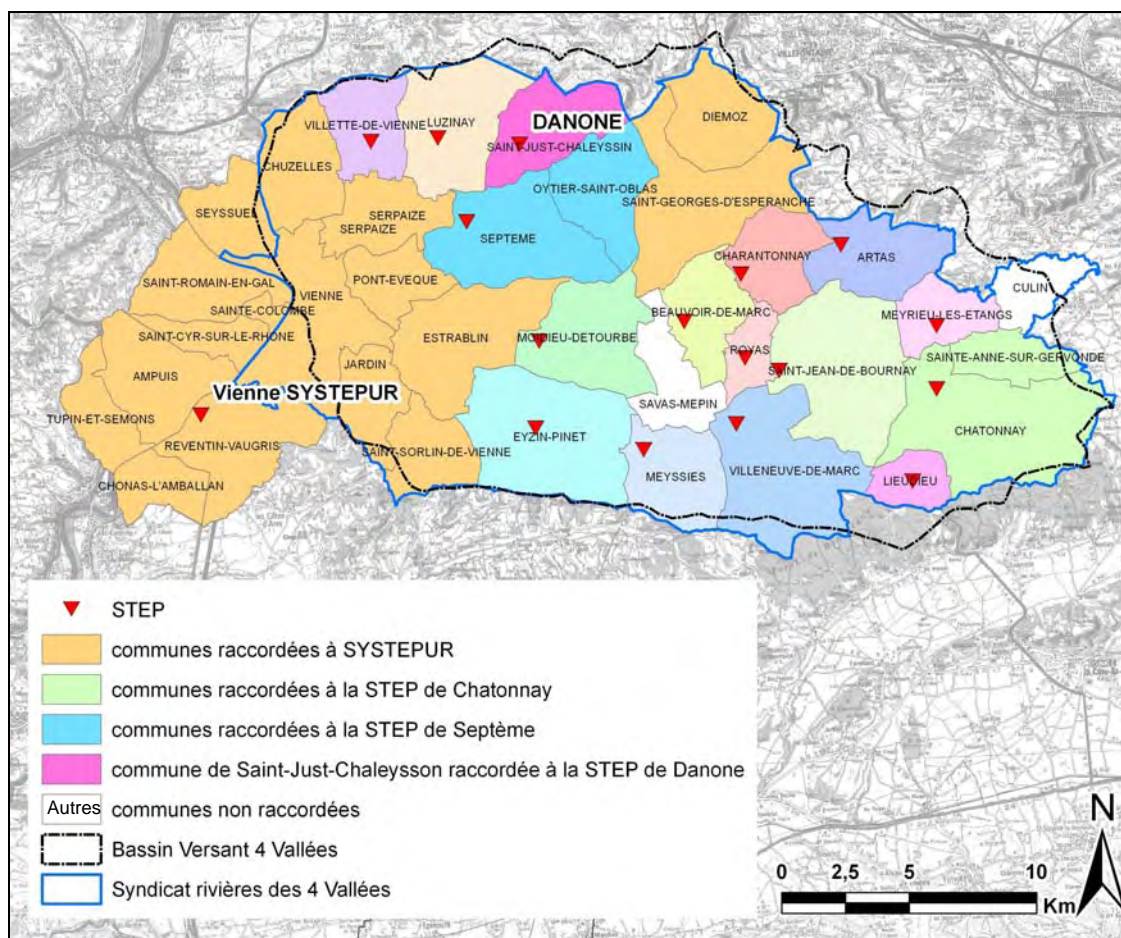 DIEMOZ
VILLETTE-DE-VIENNE
LUZINAY
DANONE
SAINT-JUST-CHALEYSSIN
CHUZELLES
OYTIER-SAINT-OBLAS
SAINT-GEORGES-D'ESPERANCHE
SEYSSUEL
SERPAIZE
SERPAIZE
SEPTEME
CHARANTONNAY
ARTAS
SAINT-ROMAIN-EN-GAL
PONT-EVEQUE
CULIN
VIENNE
SAINTE-COLOMBE
BEAUVOIR-DE-MARC
MEYRIEU-LES-ETANGS
SAINT-CYR-SUR-LE-RHÔNE
ESTRABLIN
MOIDIEU-DETOURBE
ROYAS
SAINTE-ANNE-SUR-GERVONDE
JARDIN
SAINT-JEAN-DE-BOURNAY
AMPUIS
Vienne SYSTEPUR
SAVAS-MEPIN
TUPIN-ET-SEMONS
EYZIN-PINET
CHATONNAY
REVENTIN-VAUGRIS
SAINT-SORLIN-DE-VIENNE
MEYSSIES
VILLENEUVE-DE-MARC
LIEUDIEU
CHONAS-L'AMBALLAN
STEP
communes raccordées à SYSTEPUR
communes raccordées à la STEP de Chatonnay
communes raccordées à la STEP de Septème
commune de Saint-Just-Chaleysson raccordée à la STEP de Danone
Autres communes non raccordées
Bassin Versant 4 Vallées
Syndicat rivières des 4 Vallées
N
0 2,5 5 10
Km